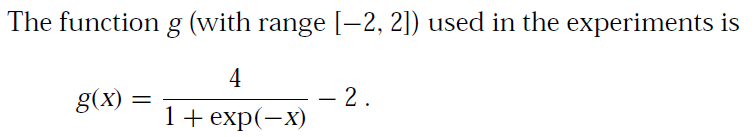 The function g (with range [−2, 2]) used in the experiments is
g(x) = 4 / (1 + exp(−x)) − 2 .